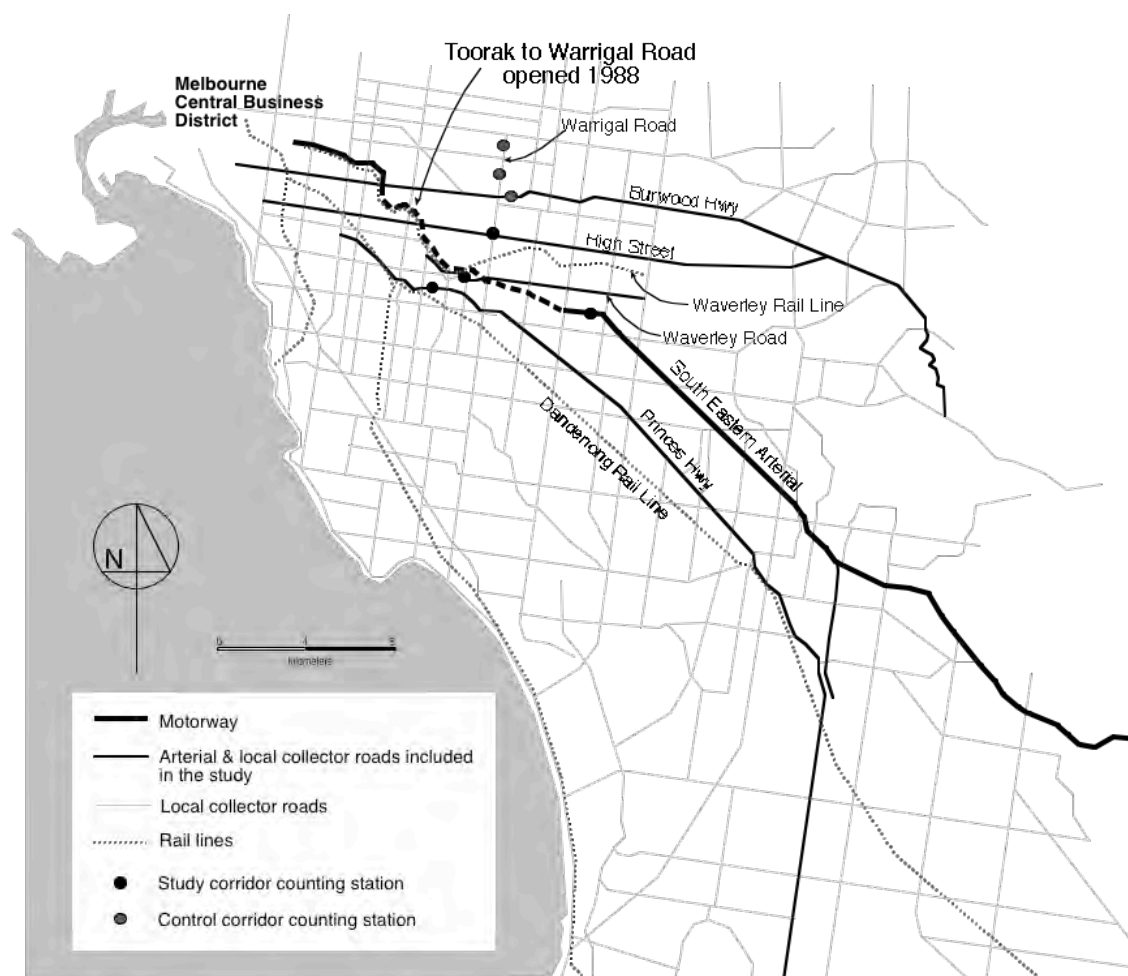 Toorak to Warrigal Road
opened 1988
Melbourne
Central Business
District
Warrigal Road
Burwood Hwy
High Street
Waverley Rail Line
Waverley Road
South Eastern Arterial
Princes Hwy
Dandenong Rail Line
N
0 4 8
kilometers
Motorway
Arterial & local collector roads included
in the study
Local collector roads
Rail lines
Study corridor counting station
Control corridor counting station